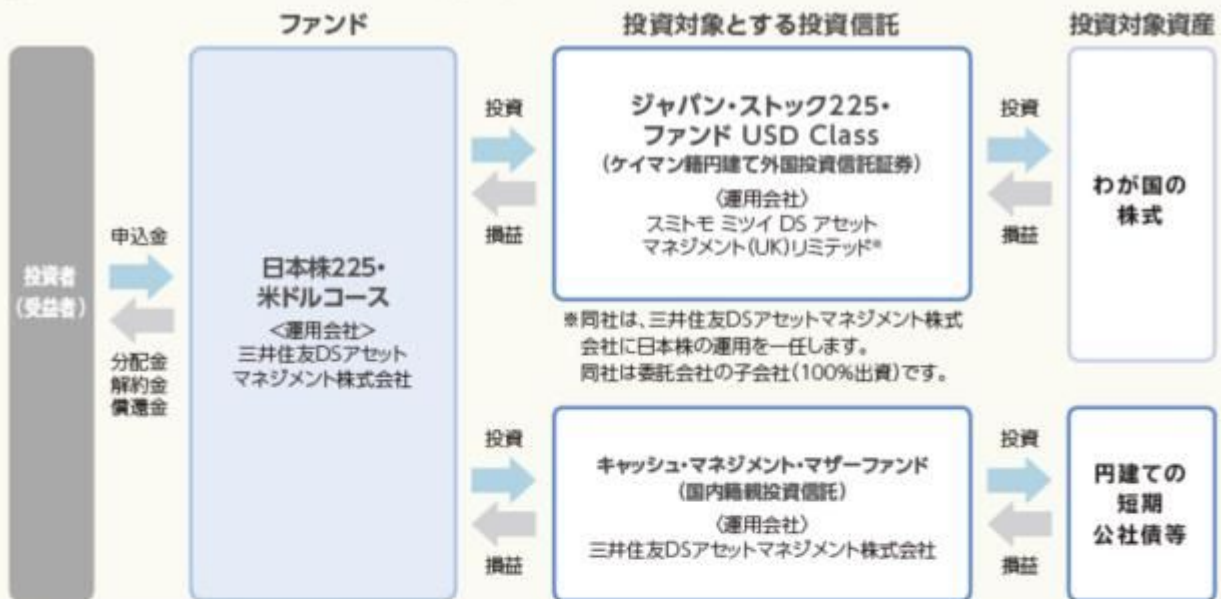 ファンド
投資対象とする投資信託
投資対象資産
投資者
(受益者)
申込金
分配金
解約金
償還金
日本株225・
米ドルコース
<運用会社>
三井住友DSアセット
マネジメント株式会社
投資
損益
ジャパン・ストック225・
ファンド USD Class
(ケイマン籍円建て外国投資信託証券)
〈運用会社〉
スミトモ ミツイ DS アセット
マネジメント(UK)リミテッド※
投資
損益
わが国の
株式
※同社は、三井住友DSアセットマネジメント株式
会社に日本株の運用を一任します。
同社は委託会社の子会社(100%出資)です。
投資
損益
キャッシュ・マネジメント・マザーファンド
(国内籍親投資信託)
〈運用会社〉
三井住友DSアセットマネジメント株式会社
投資
損益
円建ての
短期
公社債等